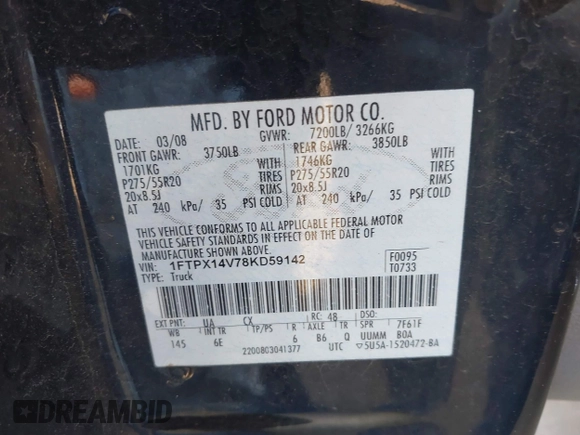 MFD. BY FORD MOTOR CO.
DATE: 03/08 GVWR: 7200LB/ 3266KG
FRONT GAWR: 3750LB REAR GAWR: 3850LB
1701KG WITH 1746KG WITH
P275/55R20 TIRES P275/55R20 TIRES
20x8.5J RIMS 20x8.5J RIMS
AT 240 kPa/ 35 PSI COLD AT 240 kPa/ 35 PSI COLD
THIS VEHICLE CONFORMS TO ALL APPLICABLE FEDERAL MOTOR
VEHICLE SAFETY STANDARDS IN EFFECT ON THE DATE OF
MANUFACTURE SHOWN ABOVE.
VIN: 1FTPX14V78KD59142 F0095
TYPE: Truck T0733
EXT PNT: UA CX RC: 48 DSO:
WB INT TR TP/PS R AXLE TR SPR 7F61F
145 6E 6 B6 Q UUMM BOA
2200803041377 UTC 5U5A-1520472-BA
DREAMBID